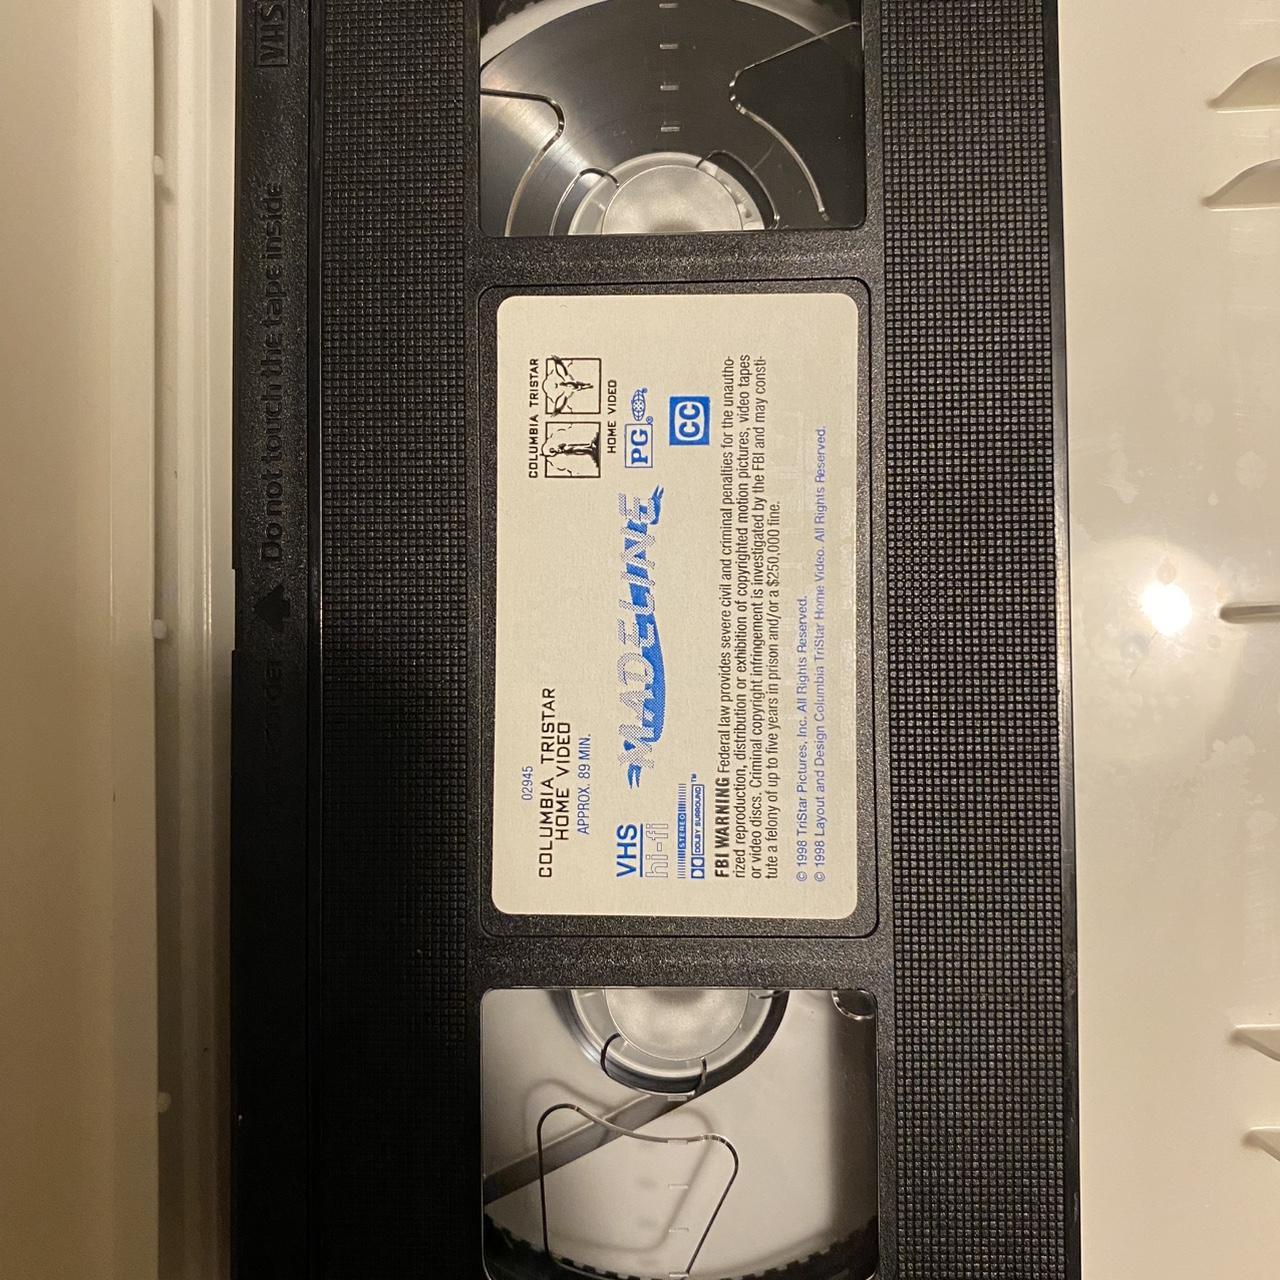 VHS
Do not touch the tape inside
02945
COLUMBIA TRISTAR
HOME VIDEO
APPROX. 89 MIN.
COLUMBIA TRISTAR
HOME VIDEO
MADELINE
VHS
hi-fi
PG®
STEREO
DOLBY SURROUND™
CC
FBI WARNING Federal law provides severe civil and criminal penalties for the unautho-
rized reproduction, distribution or exhibition of copyrighted motion pictures, video tapes
or video discs. Criminal copyright infringement is investigated by the FBI and may consti-
tute a felony of up to five years in prison and/or a $250,000 fine.
© 1998 TriStar Pictures, Inc. All Rights Reserved.
© 1998 Layout and Design Columbia TriStar Home Video. All Rights Reserved.